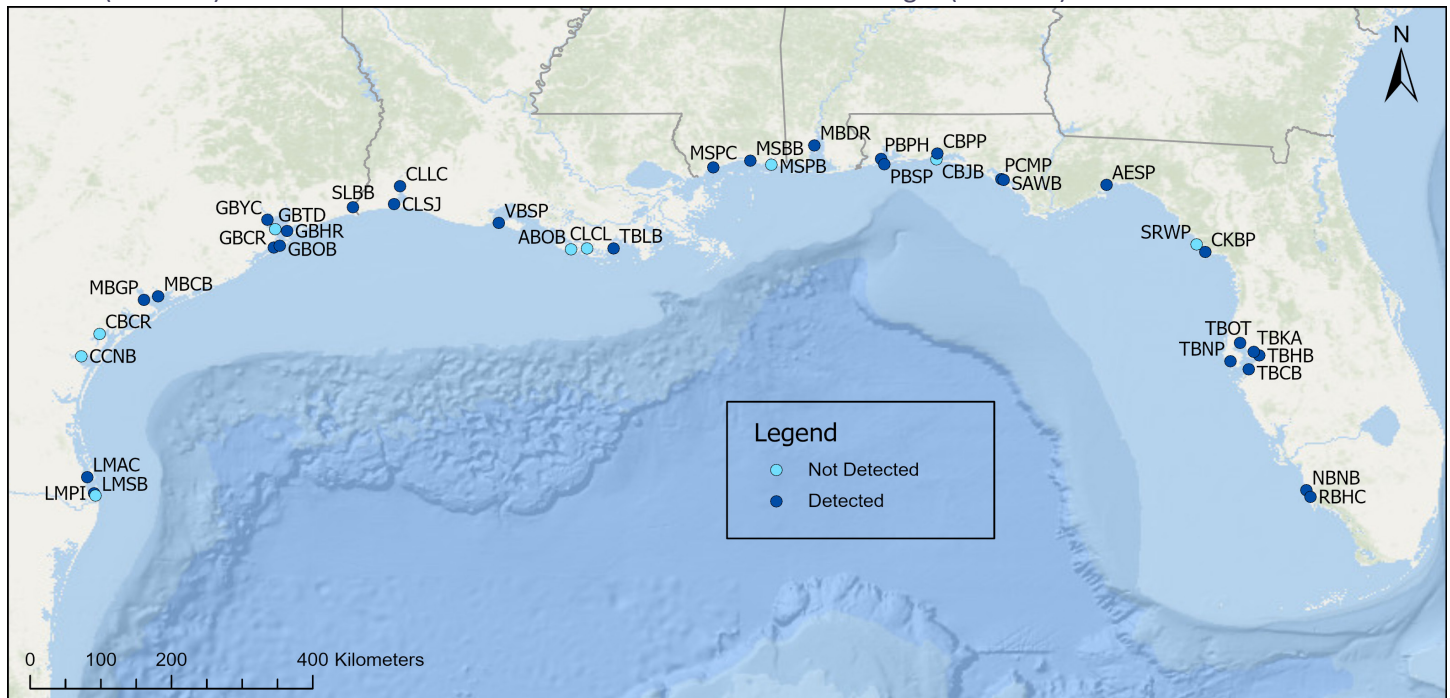 N
MBDR
MSBB
MSPC
MSPB
PBPH
CBPP
PBSP
CBJB
PCMP
SAWB
AESP
CLLC
SLBB
CLSJ
GBYC
GBTD
GBHR
GBCR
GBOB
VBSP
ABOB
CLCL
TBLB
SRWP
CKBP
MBGP
MBCB
CBCR
CCNB
TBOT
TBKA
TBNP
TBHB
TBCB
Legend
Not Detected
Detected
LMAC
LMPI
LMSB
NBNB
RBHC
0 100 200 400 Kilometers